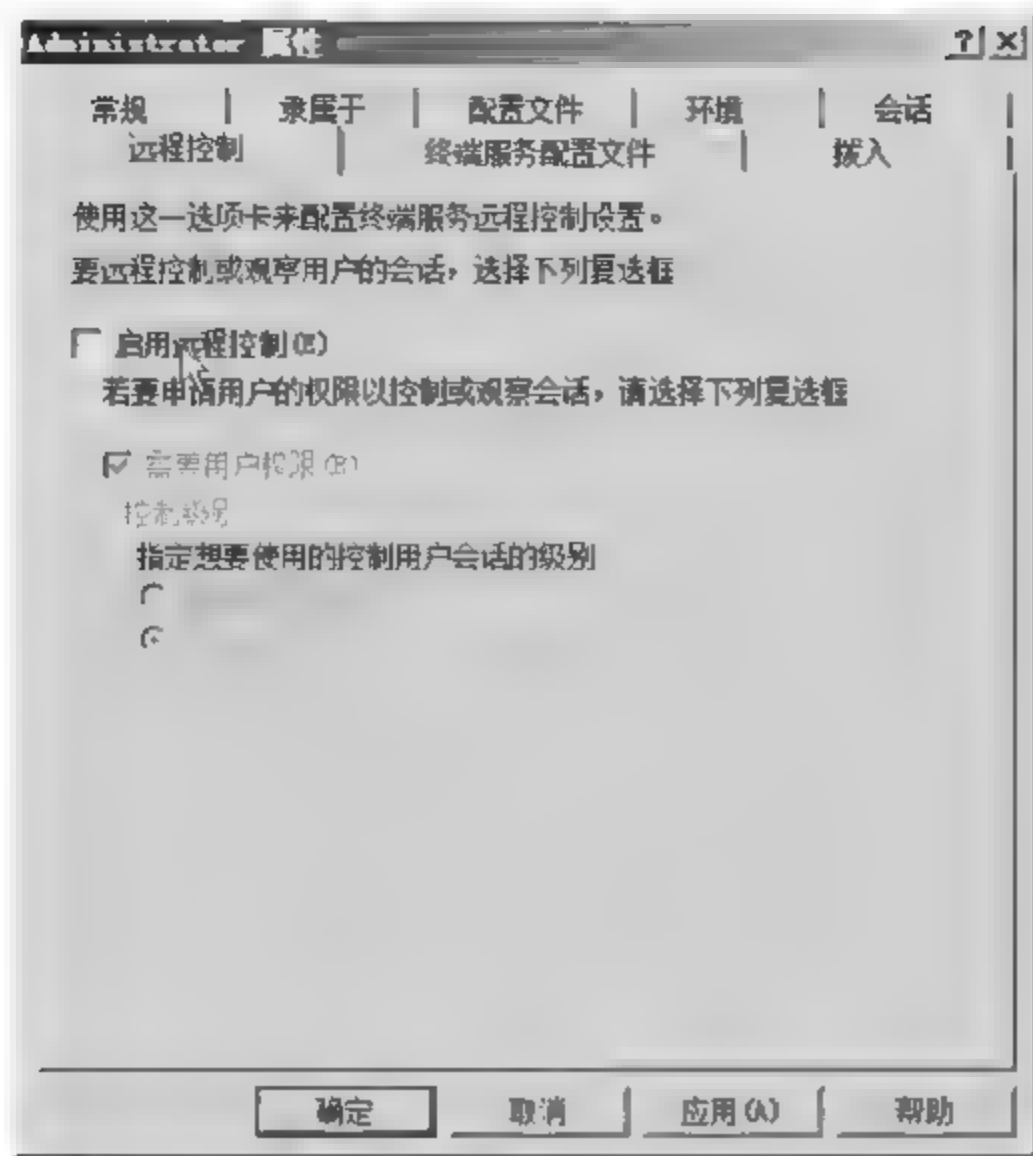 Administrator 属性
常规 隶属于 配置文件 环境 会话
远程控制 终端服务配置文件 拨入
使用这一选项卡来配置终端服务远程控制设置。
要远程控制或观察用户的会话，选择下列复选框
启用远程控制(E)
若要申请用户的权限以控制或观察会话，请选择下列复选框
需要用户权限(R)
控制级别
指定想要使用的控制用户会话的级别
确定 取消 应用(A) 帮助